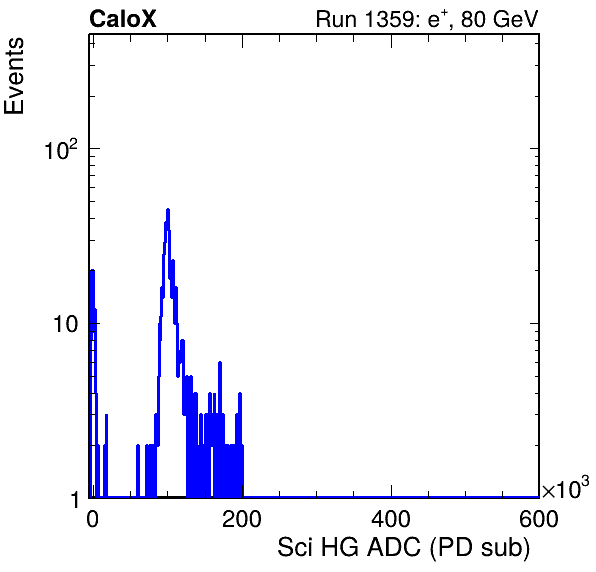 CaloX Run 1359: e⁺, 80 GeV
Events
10²
10
1
0 200 400 600
×10³
Sci HG ADC (PD sub)